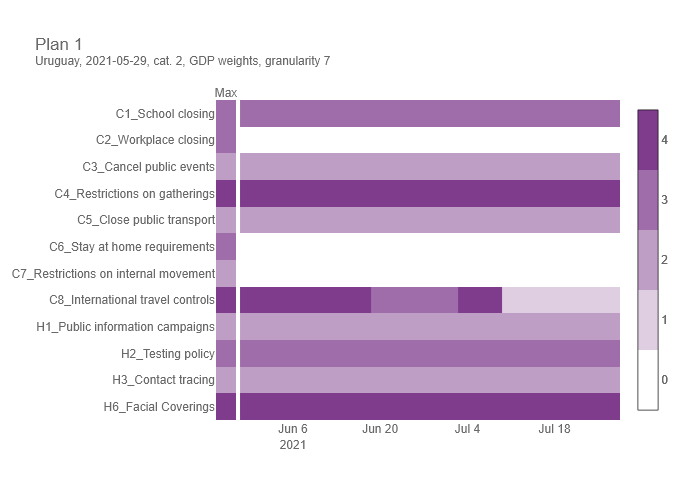 Plan 1
Uruguay, 2021-05-29, cat. 2, GDP weights, granularity 7
Max
C1_School closing
C2_Workplace closing
C3_Cancel public events
C4_Restrictions on gatherings
C5_Close public transport
C6_Stay at home requirements
C7_Restrictions on internal movement
C8_International travel controls
H1_Public information campaigns
H2_Testing policy
H3_Contact tracing
H6_Facial Coverings
Jun 6 Jun 20 Jul 4 Jul 18
2021
4
3
2
1
0